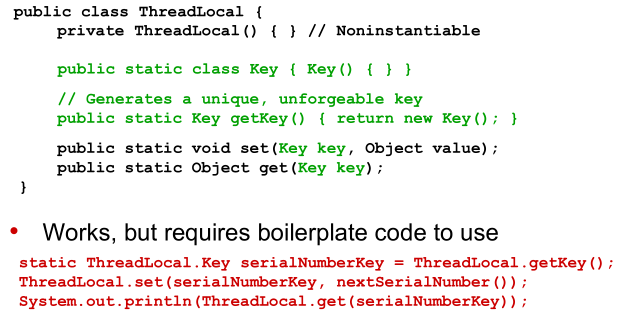 public class ThreadLocal {
private ThreadLocal() { } // Noninstantiable
public static class Key { Key() { } }
// Generates a unique, unforgeable key
public static Key getKey() { return new Key(); }
public static void set(Key key, Object value);
public static Object get(Key key);
}
• Works, but requires boilerplate code to use
static ThreadLocal.Key serialNumberKey = ThreadLocal.getKey();
ThreadLocal.set(serialNumberKey, nextSerialNumber());
System.out.println(ThreadLocal.get(serialNumberKey));